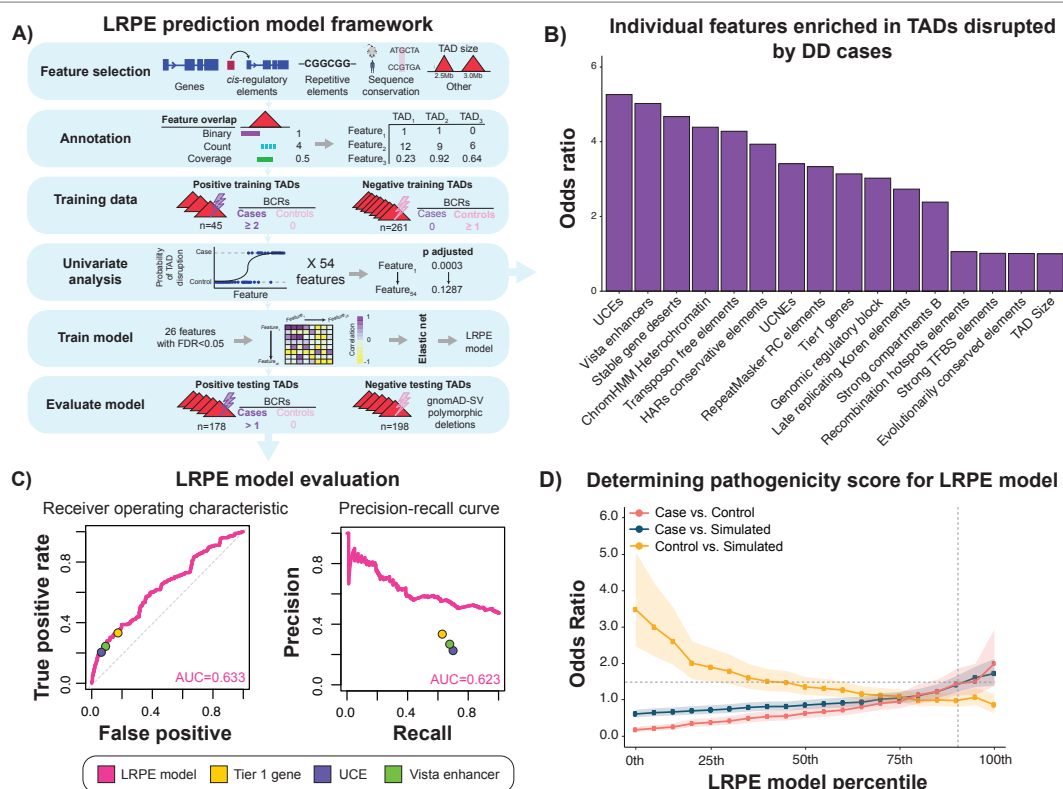 A)
LRPE prediction model framework
Feature selection
Genes
cis-regulatory
elements
–CGGCGG–
Repetitive
elements
ATGCTA
CCGTGA
Sequence
conservation
TAD size
2.5Mb 3.0Mb
Other
Annotation
Feature overlap
Binary 1
Count 4
Coverage 0.5
TAD1 TAD2 TAD3
Feature1 1 1 0
Feature2 12 9 6
Feature3 0.23 0.92 0.64
Training data
Positive training TADs
n=45
BCRs
Cases Controls
≥ 2 0
Negative training TADs
n=261
BCRs
Cases Controls
0 ≥ 1
Univariate
analysis
Probability
of TAD
disruption
Case
Control
Feature
X 54
features
p adjusted
Feature1 0.0003
Feature54 0.1287
Train model
26 features
with FDR<0.05
Correlation
1
0
-1
Elastic net
LRPE
model
Evaluate model
Positive testing TADs
n=178
BCRs
Cases Controls
> 1 0
Negative testing TADs
n=198
gnomAD-SV
polymorphic
deletions
B)
Individual features enriched in TADs disrupted
by DD cases
Odds ratio
6
4
2
0
UCEs
Vista enhancers
Stable gene deserts
ChromHMM Heterochromatin
Transposon free elements
HARs conservative elements
UCNEs
RepeatMasker RC elements
Tier1 genes
Genomic regulatory block
Late replicating Koren elements
Strong compartments B
Recombination hotspots elements
Strong TFBS elements
Evolutionarily conserved elements
TAD Size
C)
LRPE model evaluation
Receiver operating characteristic
True positive rate
0.8
0.4
0.0
AUC=0.633
0.0 0.4 0.8
False positive
Precision-recall curve
Precision
0.8
0.4
0.0
AUC=0.623
0.0 0.4 0.8
Recall
LRPE model
Tier 1 gene
UCE
Vista enhancer
D)
Determining pathogenicity score for LRPE model
Case vs. Control
Case vs. Simulated
Control vs. Simulated
Odds Ratio
6.0
5.0
4.0
3.0
2.0
1.0
0.0
0th 25th 50th 75th 100th
LRPE model percentile